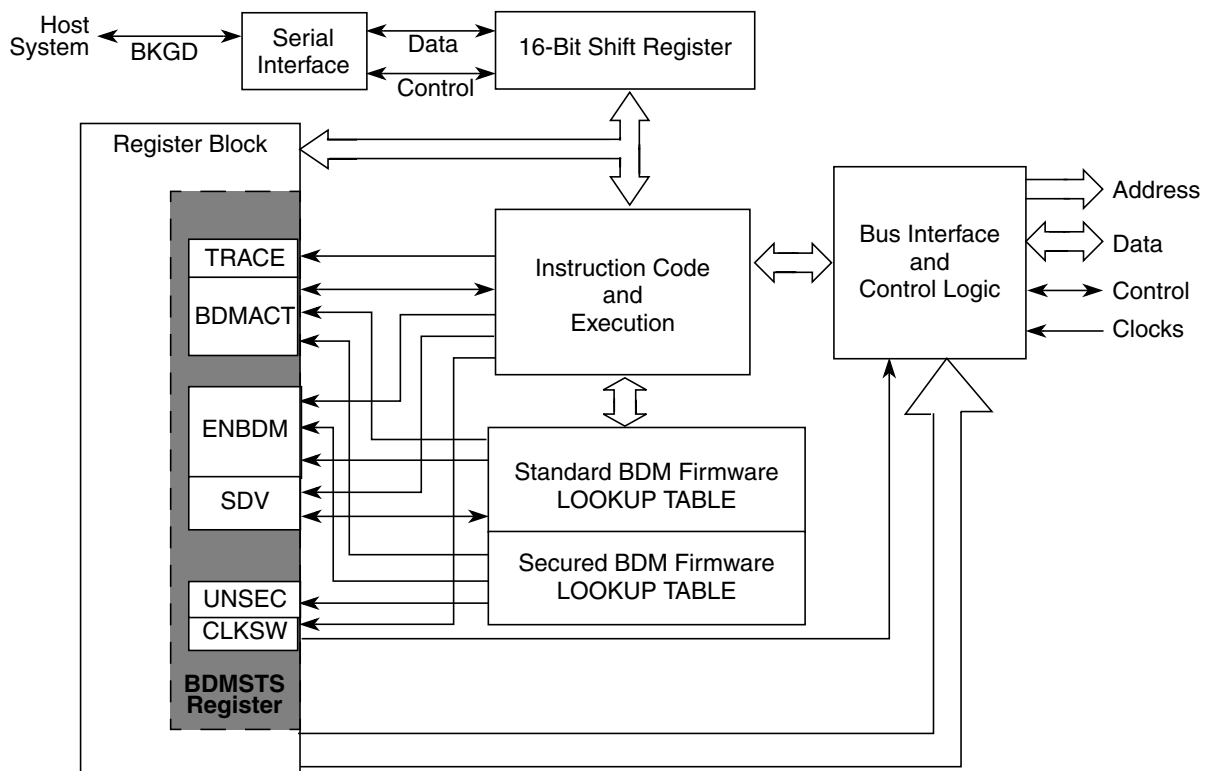 Host
System
BKGD
Serial
Interface
Data
Control
16-Bit Shift Register
Register Block
TRACE
BDMACT
ENBDM
SDV
UNSEC
CLKSW
BDMSTS
Register
Instruction Code
and
Execution
Standard BDM Firmware
LOOKUP TABLE
Secured BDM Firmware
LOOKUP TABLE
Bus Interface
and
Control Logic
Address
Data
Control
Clocks